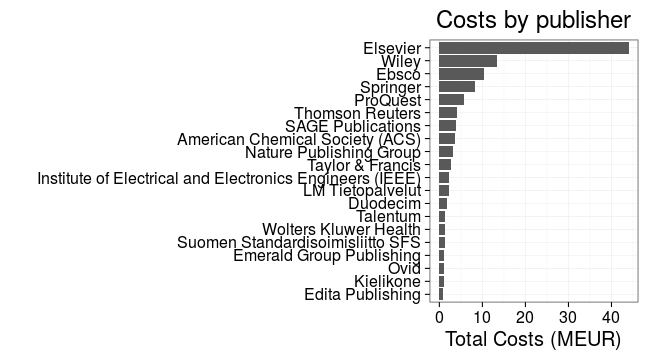 Costs by publisher
Elsevier
Wiley
Ebsco
Springer
ProQuest
Thomson Reuters
SAGE Publications
American Chemical Society (ACS)
Nature Publishing Group
Taylor & Francis
Institute of Electrical and Electronics Engineers (IEEE)
LM Tietopalvelut
Duodecim
Talentum
Wolters Kluwer Health
Suomen Standardisoimisliitto SFS
Emerald Group Publishing
Ovid
Kielikone
Edita Publishing
0 10 20 30 40
Total Costs (MEUR)